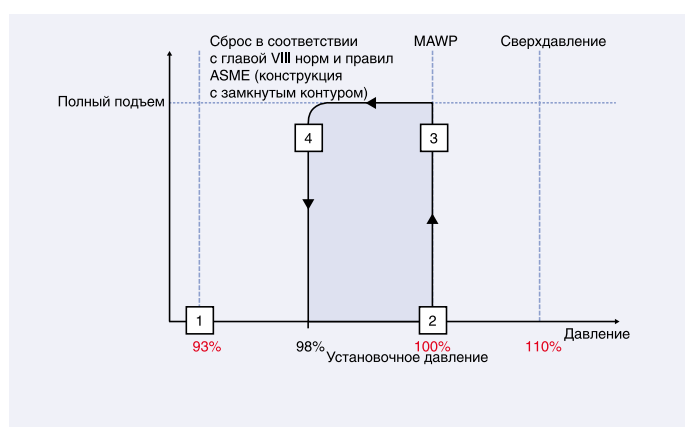 Сброс в соответствии
с главой VIII норм и правил
ASME (конструкция
с замкнутым контуром)
MAWP
Сверхдавление
Полный подъем
4
3
1
2
Давление
93%
98%
100%
110%
Установочное давление